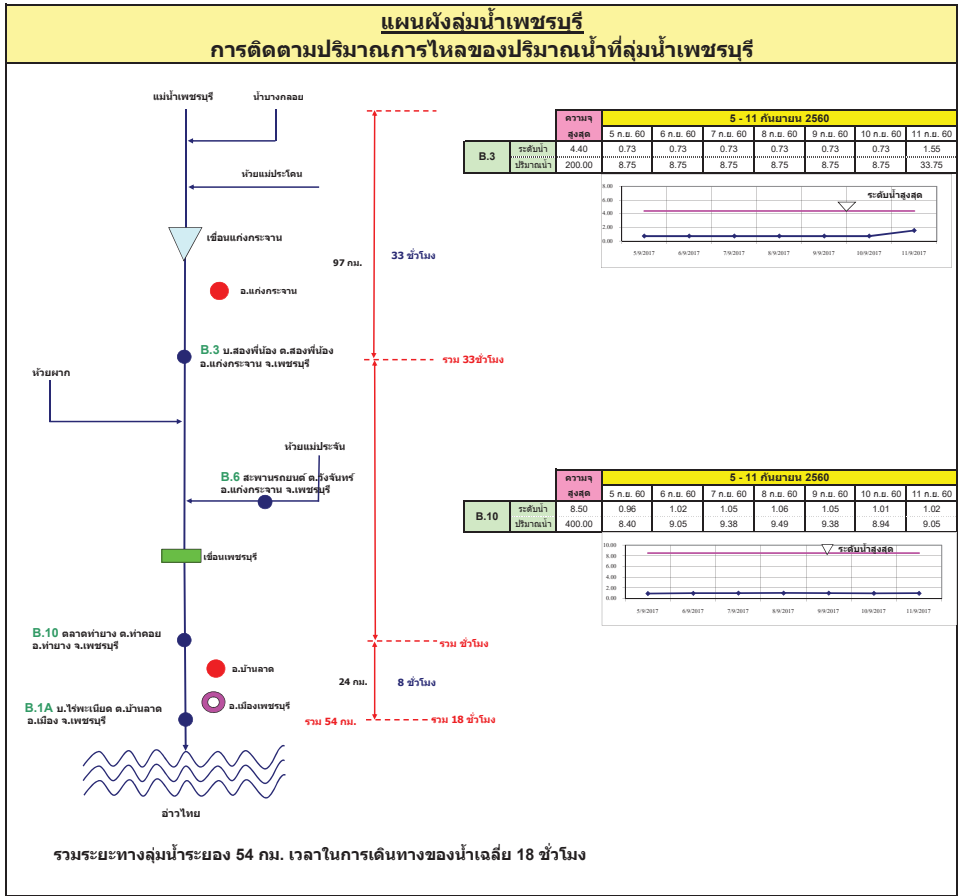 แผนผังลุ่มน้ำเพชรบุรี
การติดตามปริมาณการไหลของปริมาณน้ำที่ลุ่มน้ำเพชรบุรี
แม่น้ำเพชรบุรี
น้ำบางกลอย
ห้วยแม่ประโดน
เขื่อนแก่งกระจาน
97 กม.
33 ชั่วโมง
อ.แก่งกระจาน
B.3 บ.สองพี่น้อง ต.สองพี่น้อง
อ.แก่งกระจาน จ.เพชรบุรี
รวม 33ชั่วโมง
ห้วยผาก
ห้วยแม่ประจัน
B.6 สะพานรถยนต์ ต.วังจันทร์
อ.แก่งกระจาน จ.เพชรบุรี
เขื่อนเพชรบุรี
B.10 ตลาดท่ายาง ต.ท่าคอย
อ.ท่ายาง จ.เพชรบุรี
รวม ชั่วโมง
อ.บ้านลาด
24 กม.
8 ชั่วโมง
อ.เมืองเพชรบุรี
B.1A บ.ไร่พะเนียด ต.บ้านลาด
อ.เมือง จ.เพชรบุรี
รวม 54 กม.
รวม 18 ชั่วโมง
อ่าวไทย
รวมระยะทางลุ่มน้ำระยอง 54 กม. เวลาในการเดินทางของน้ำเฉลี่ย 18 ชั่วโมง
ความจุ 5 - 11 กันยายน 2560
สูงสุด 5 ก.ย. 60 6 ก.ย. 60 7 ก.ย. 60 8 ก.ย. 60 9 ก.ย. 60 10 ก.ย. 60 11 ก.ย. 60
B.3
ระดับน้ำ 4.40 0.73 0.73 0.73 0.73 0.73 0.73 1.55
ปริมาณน้ำ 200.00 8.75 8.75 8.75 8.75 8.75 8.75 33.75
8.00
6.00
4.00
2.00
0.00
ระดับน้ำสูงสุด
5/9/2017 6/9/2017 7/9/2017 8/9/2017 9/9/2017 10/9/2017 11/9/2017
ความจุ 5 - 11 กันยายน 2560
สูงสุด 5 ก.ย. 60 6 ก.ย. 60 7 ก.ย. 60 8 ก.ย. 60 9 ก.ย. 60 10 ก.ย. 60 11 ก.ย. 60
B.10
ระดับน้ำ 8.50 0.96 1.02 1.05 1.06 1.05 1.01 1.02
ปริมาณน้ำ 400.00 8.40 9.05 9.38 9.49 9.38 8.94 9.05
10.00
8.00
6.00
4.00
2.00
0.00
ระดับน้ำสูงสุด
5/9/2017 6/9/2017 7/9/2017 8/9/2017 9/9/2017 10/9/2017 11/9/2017